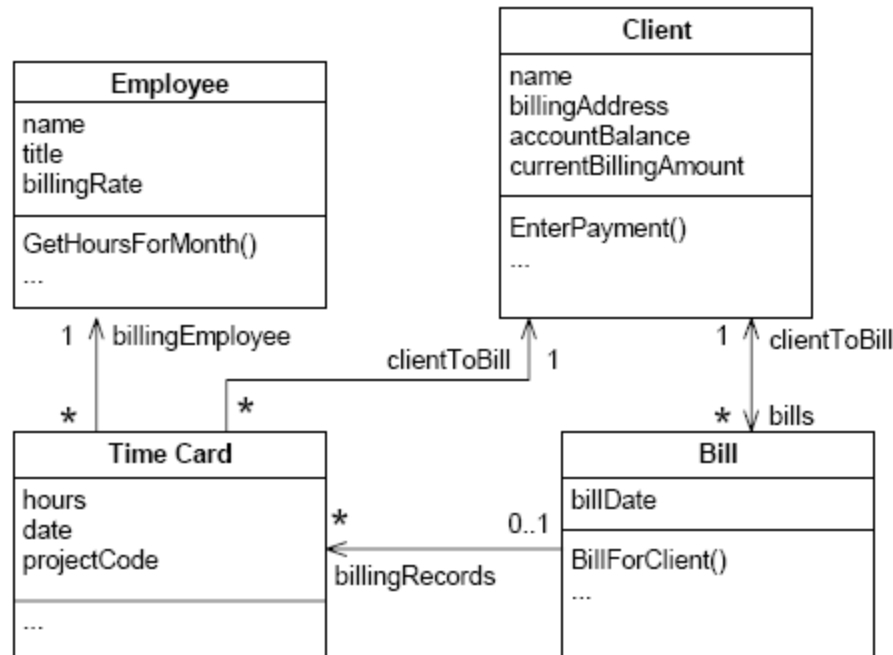 Employee
name
title
billingRate
GetHoursForMonth()
...
Client
name
billingAddress
accountBalance
currentBillingAmount
EnterPayment()
...
1
billingEmployee
*
clientToBill
1
*
1
clientToBill
*
bills
Time Card
hours
date
projectCode
...
*
0..1
billingRecords
Bill
billDate
BillForClient()
...